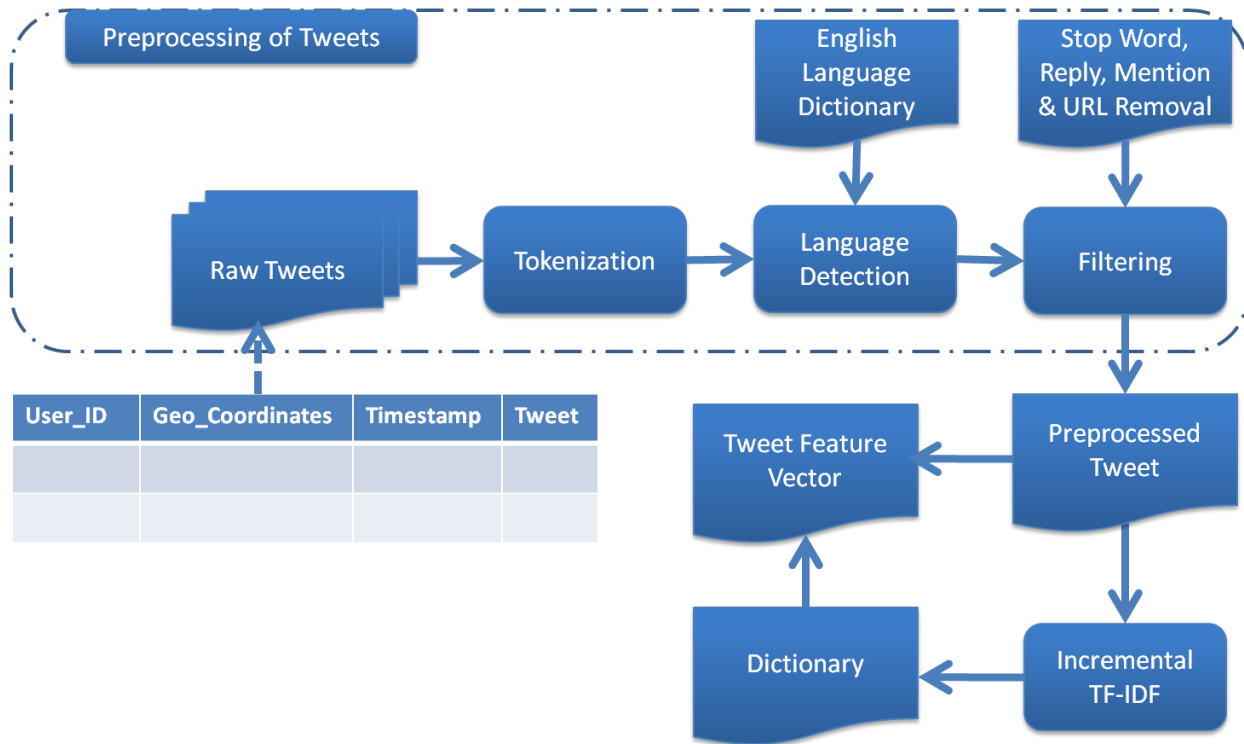 Preprocessing of Tweets
English
Language
Dictionary
Stop Word,
Reply, Mention
& URL Removal
Raw Tweets
Tokenization
Language
Detection
Filtering
User_ID
Geo_Coordinates
Timestamp
Tweet
Tweet Feature
Vector
Preprocessed
Tweet
Dictionary
Incremental
TF-IDF